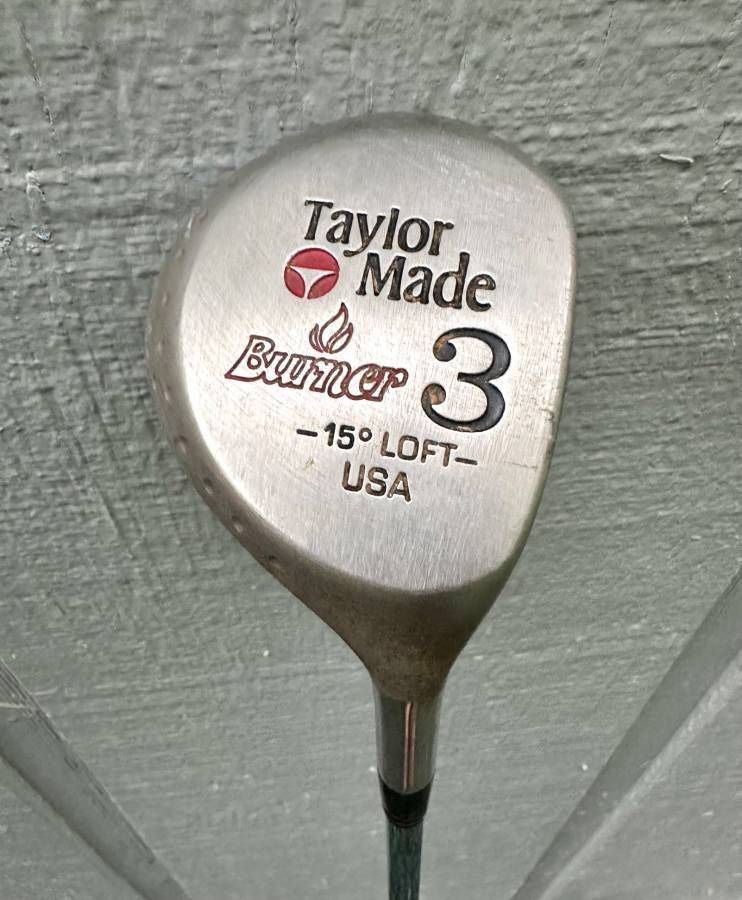 Taylor
Made
Burner 3
-15° LOFT-
USA